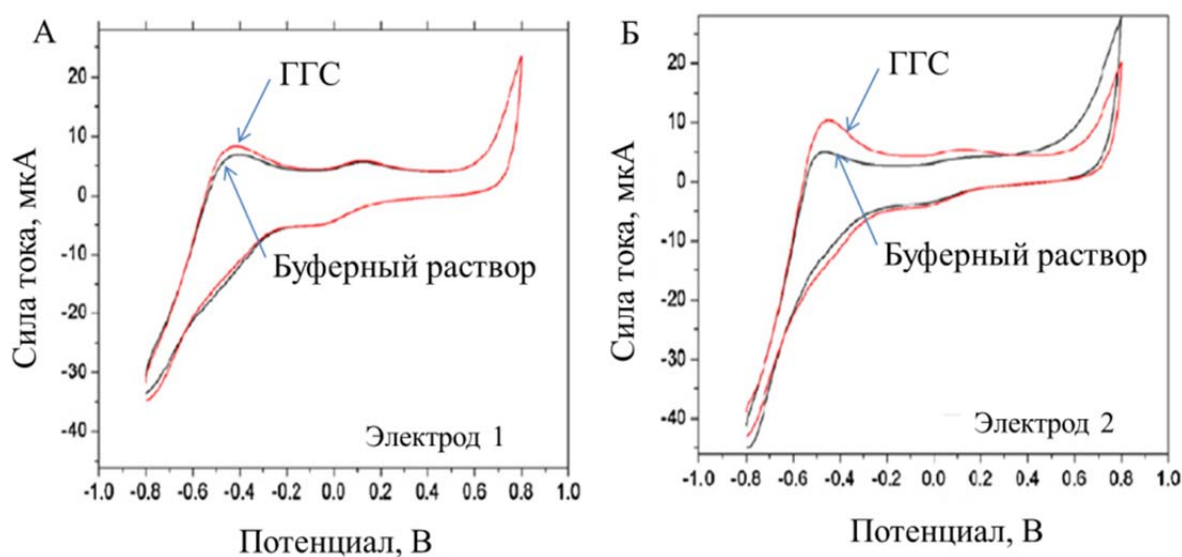 А
ГГС
Буферный раствор
Электрод 1
Сила тока, мкА
20
10
0
-10
-20
-30
-40
-1.0 -0.8 -0.6 -0.4 -0.2 0.0 0.2 0.4 0.6 0.8 1.0
Потенциал, В
Б
ГГС
Буферный раствор
Электрод 2
Сила тока, мкА
20
10
0
-10
-20
-30
-40
-1.0 -0.8 -0.6 -0.4 -0.2 0.0 0.2 0.4 0.6 0.8 1.0
Потенциал, В